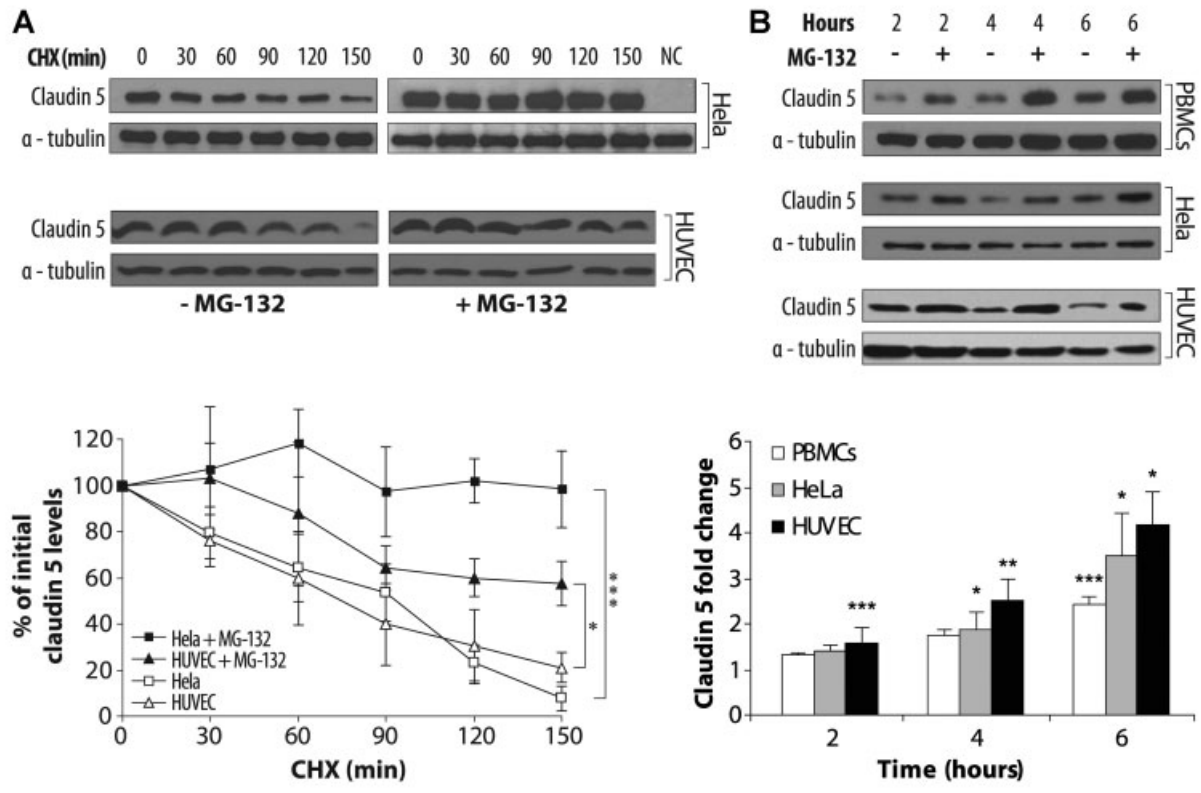 A
CHX (min) 0 30 60 90 120 150 0 30 60 90 120 150 NC
Claudin 5
α - tubulin
Hela
Claudin 5
α - tubulin
HUVEC
- MG-132 + MG-132
% of initial
claudin 5 levels
120
100
80
60
40
20
0
Hela + MG-132
HUVEC + MG-132
Hela
HUVEC
*
***
0 30 60 90 120 150
CHX (min)
B
Hours 2 2 4 4 6 6
MG-132 - + - + - +
Claudin 5
α - tubulin
PBMCs
Claudin 5
α - tubulin
Hela
Claudin 5
α - tubulin
HUVEC
Claudin 5 fold change
6
5
4
3
2
1
0
PBMCs
HeLa
HUVEC
***
*
**
***
*
*
2 4 6
Time (hours)